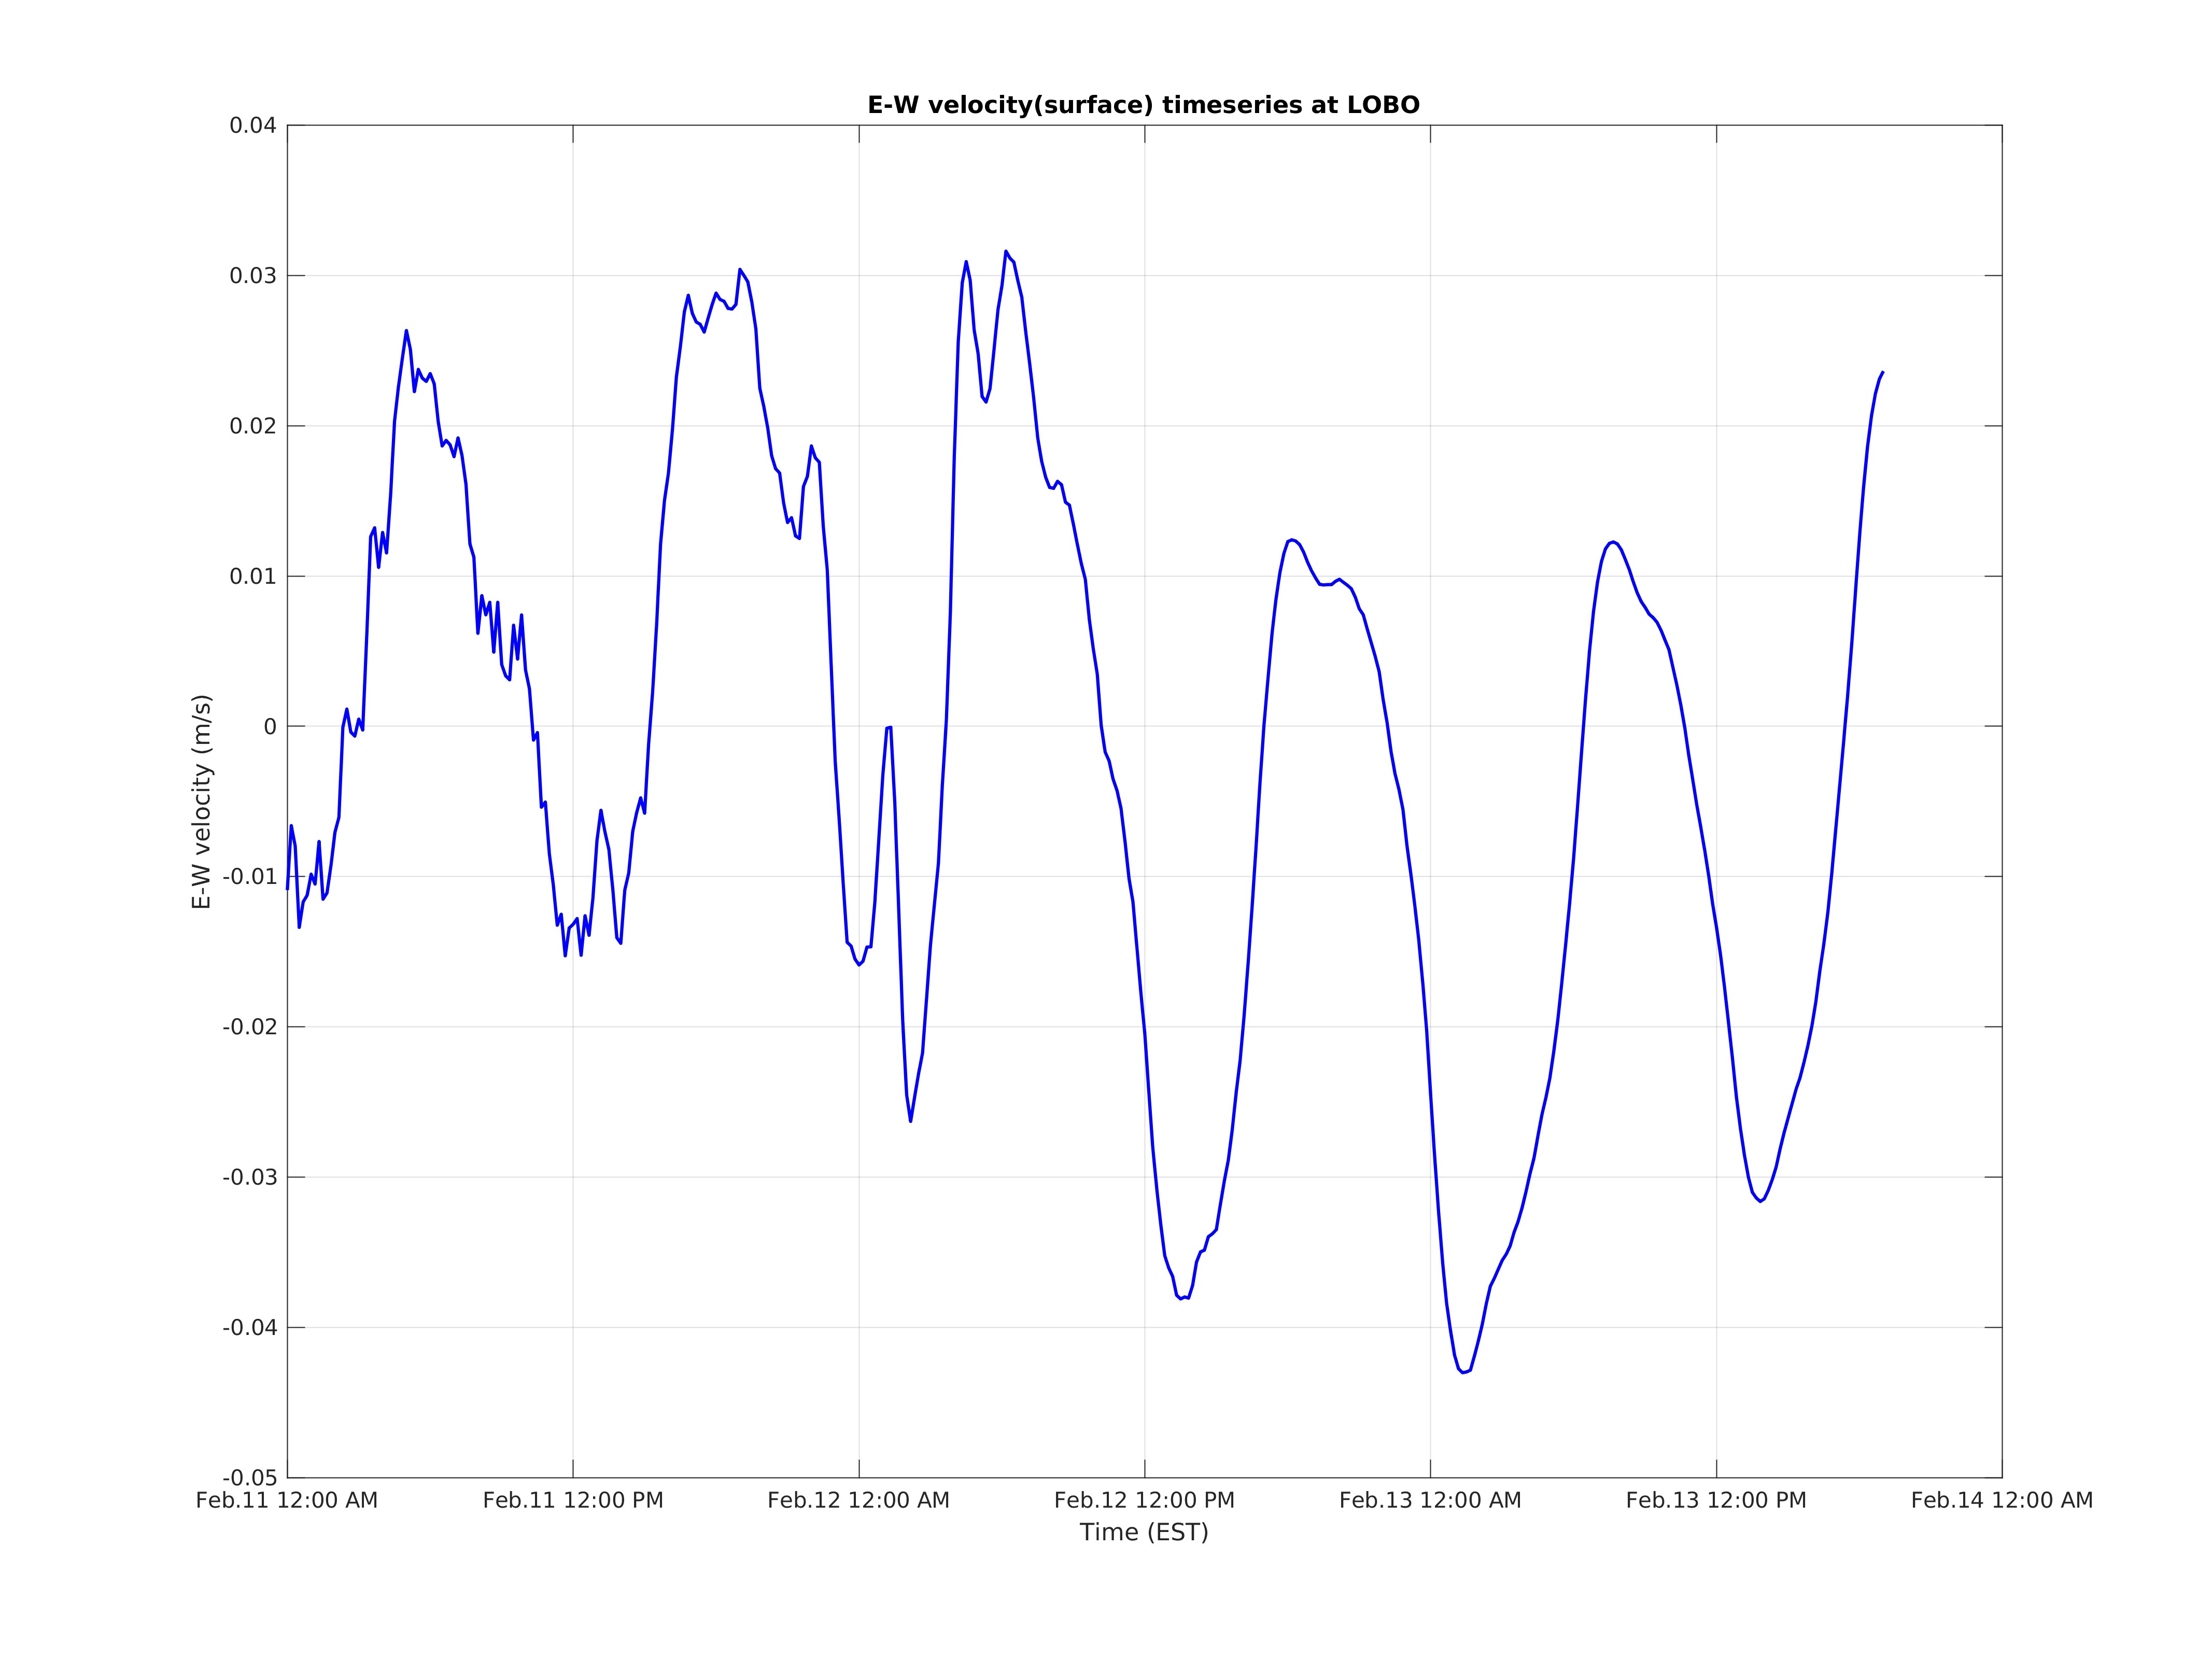 E-W velocity(surface) timeseries at LOBO
0.04
0.03
0.02
0.01
0
-0.01
-0.02
-0.03
-0.04
-0.05
E-W velocity (m/s)
Feb.11 12:00 AM Feb.11 12:00 PM Feb.12 12:00 AM Feb.12 12:00 PM Feb.13 12:00 AM Feb.13 12:00 PM Feb.14 12:00 AM
Time (EST)